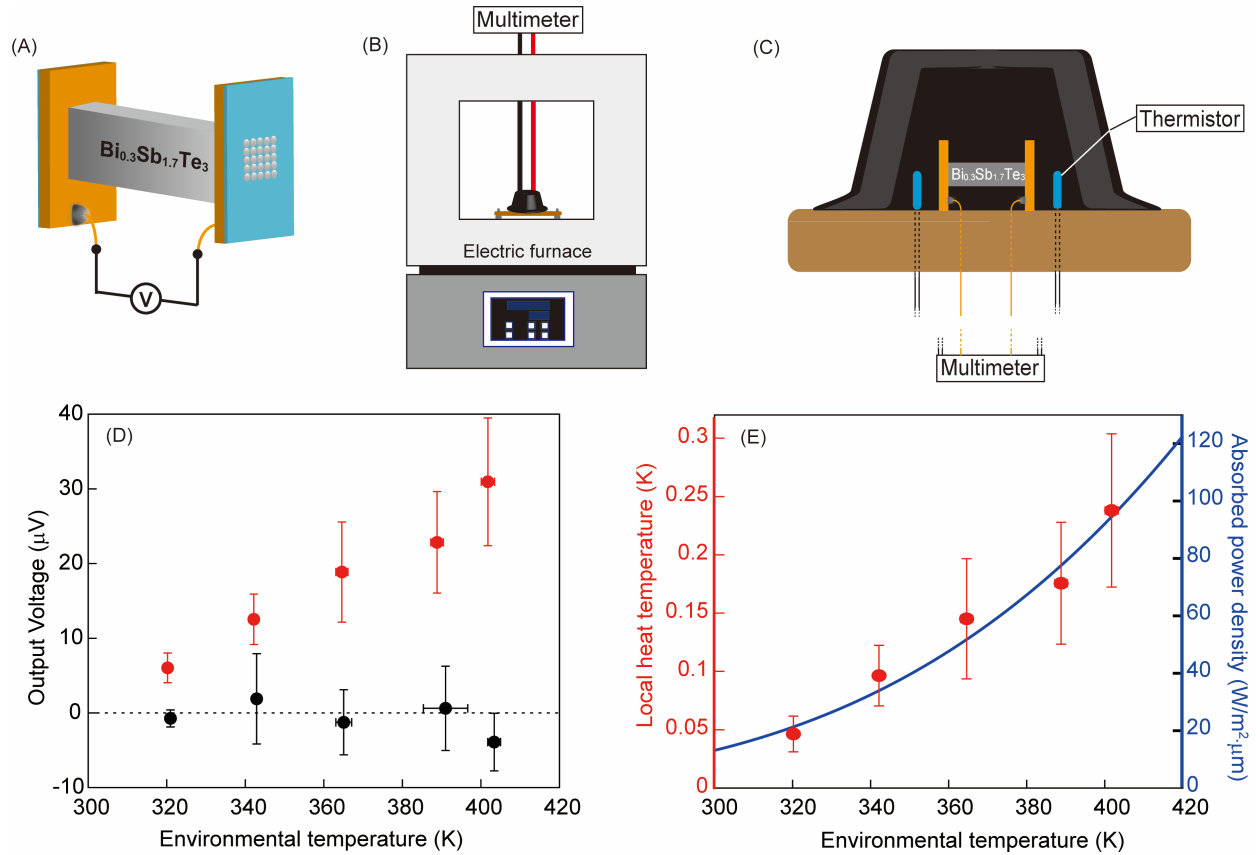 (A)
Bi0.3Sb1.7Te3
V
(B)
Multimeter
Electric furnace
(C)
Thermistor
Bi0.3Sb1.7Te3
Multimeter
(D)
Output Voltage (μV)
40
30
20
10
0
-10
300 320 340 360 380 400 420
Environmental temperature (K)
(E)
Local heat temperature (K)
0.3
0.25
0.2
0.15
0.1
0.05
0
300 320 340 360 380 400 420
Environmental temperature (K)
120
100
80
60
40
20
0
Absorbed power
density (W/m²·μm)